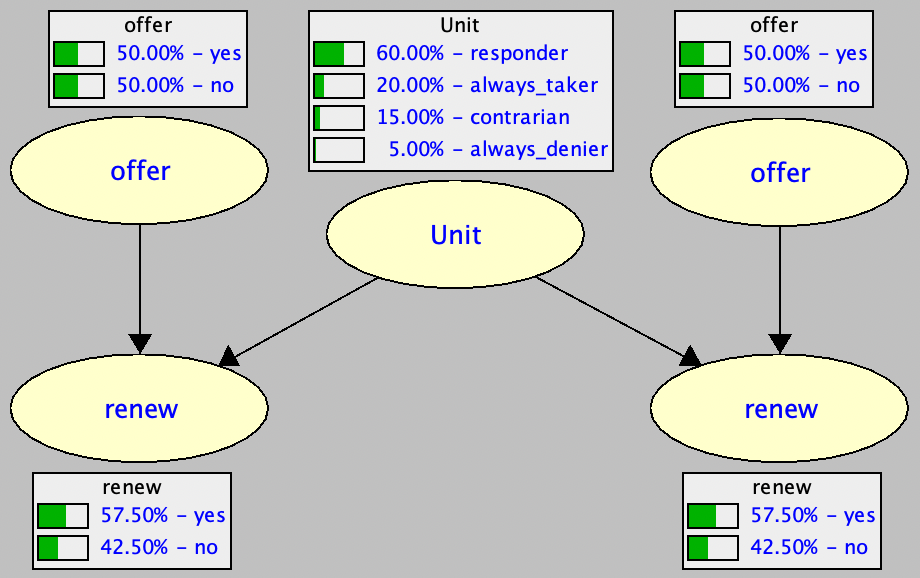 offer
50.00% – yes
50.00% – no
Unit
60.00% – responder
20.00% – always_taker
15.00% – contrarian
5.00% – always_denier
offer
50.00% – yes
50.00% – no
offer
Unit
offer
renew
renew
renew
57.50% – yes
42.50% – no
renew
57.50% – yes
42.50% – no